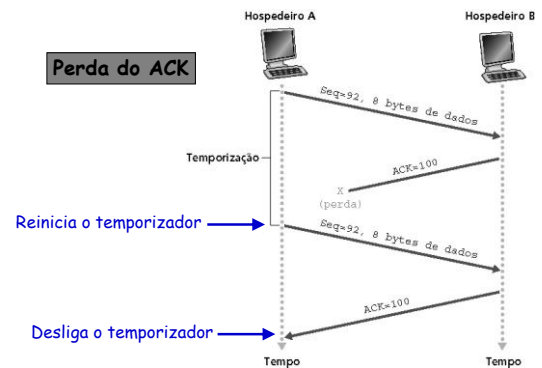 Hospedeiro A
Hospedeiro B
Perda do ACK
Seq=92, 8 bytes de dados
Temporização
ACK=100
X
(perda)
Reinicia o temporizador
Seq=92, 8 bytes de dados
ACK=100
Desliga o temporizador
Tempo
Tempo